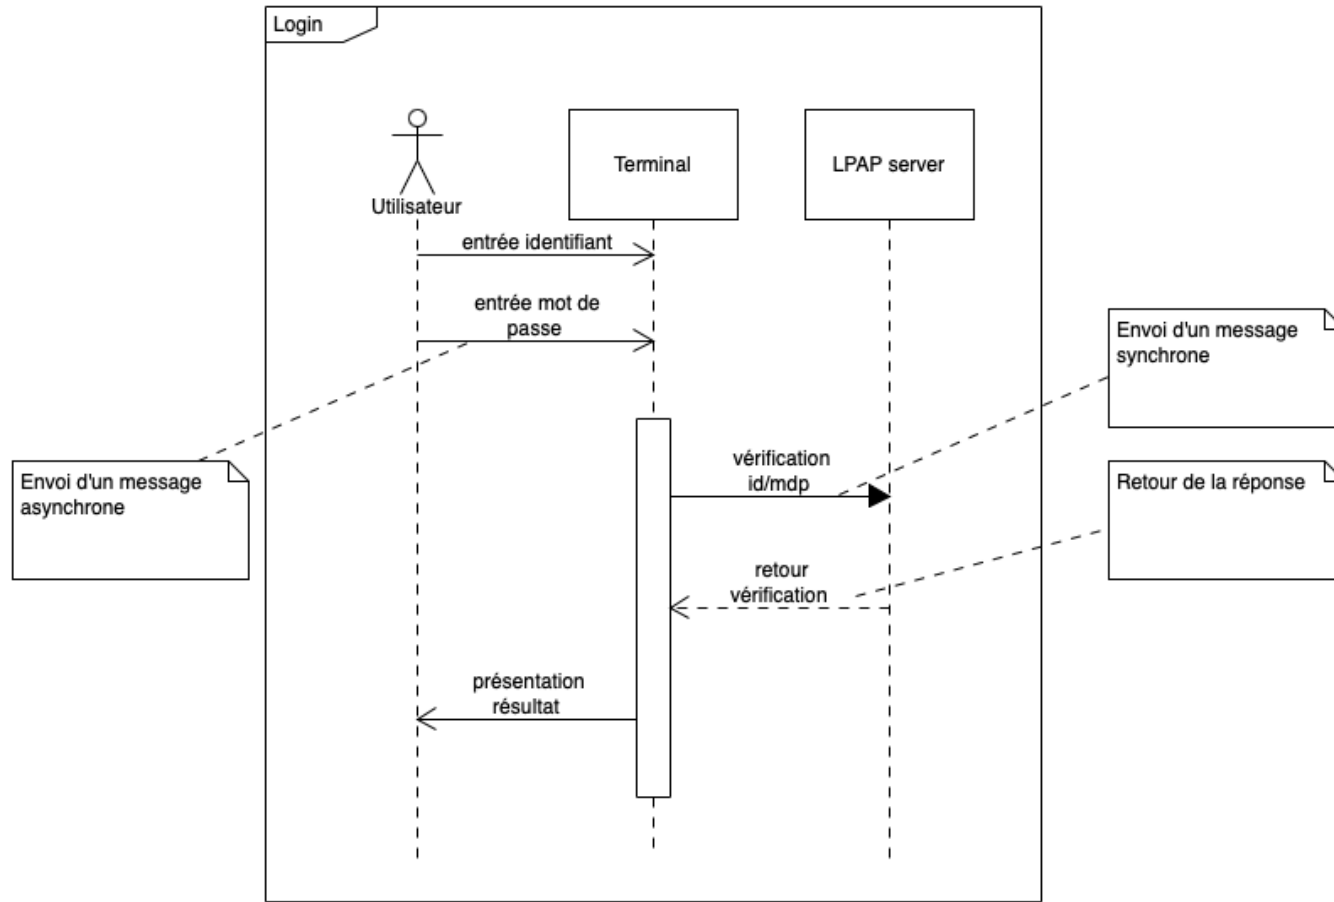 Login
Utilisateur
Terminal
LPAP server
entrée identifiant
entrée mot de
passe
Envoi d'un message
synchrone
Envoi d'un message
asynchrone
vérification
id/mdp
Retour de la réponse
retour
vérification
présentation
résultat